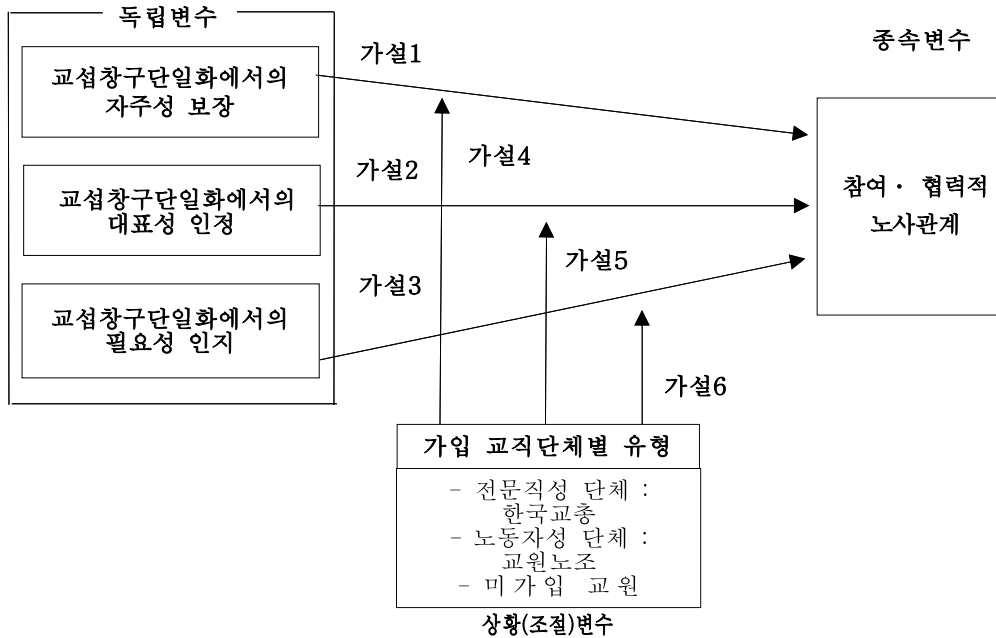 독립변수
종속변수
가설1
교섭창구단일화에서의
자주성 보장
가설4
가설2
교섭창구단일화에서의
대표성 인정
참여· 협력적
노사관계
가설5
가설3
교섭창구단일화에서의
필요성 인지
가설6
가입 교직단체별 유형
- 전문직성 단체 :
한국교총
- 노동자성 단체 :
교원노조
- 미가입 교원
상황(조절)변수